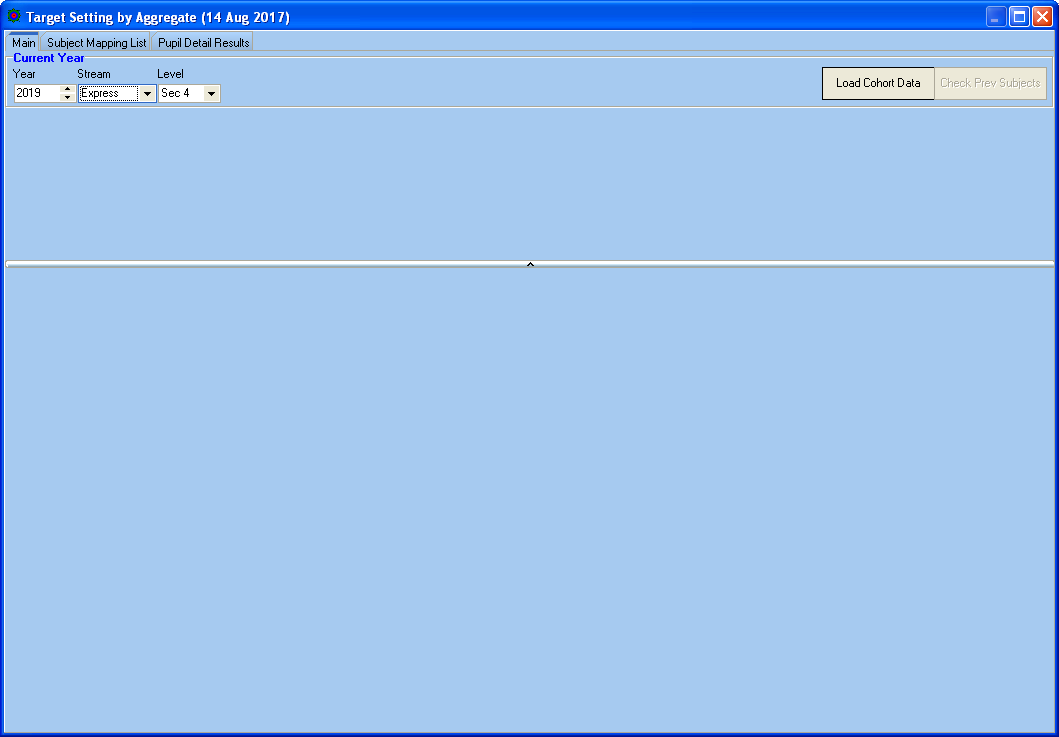 Target Setting by Aggregate (14 Aug 2017)
Main Subject Mapping List Pupil Detail Results
Current Year
Year Stream Level
2019 Express Sec 4
Load Cohort Data Check Prev Subjects